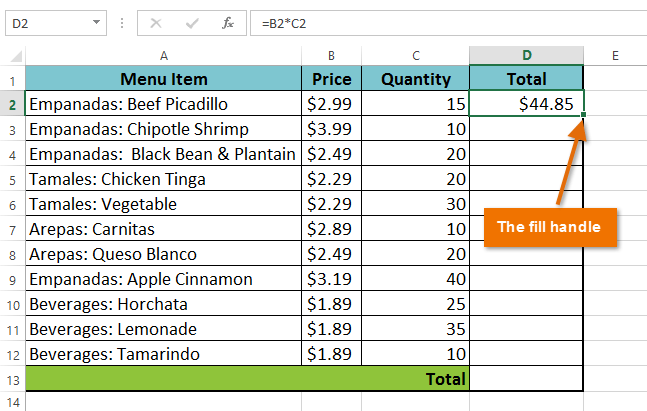 D2 fx =B2*C2
A B C D E
1 Menu Item Price Quantity Total
2 Empanadas: Beef Picadillo $2.99 15 $44.85
3 Empanadas: Chipotle Shrimp $3.99 10
4 Empanadas:  Black Bean & Plantain $2.49 20
5 Tamales: Chicken Tinga $2.29 20
6 Tamales: Vegetable $2.29 30
7 Arepas: Carnitas $2.89 10
The fill handle
8 Arepas: Queso Blanco $2.49 20
9 Empanadas: Apple Cinnamon $3.19 40
10 Beverages: Horchata $1.89 25
11 Beverages: Lemonade $1.89 35
12 Beverages: Tamarindo $1.89 10
13 Total
14